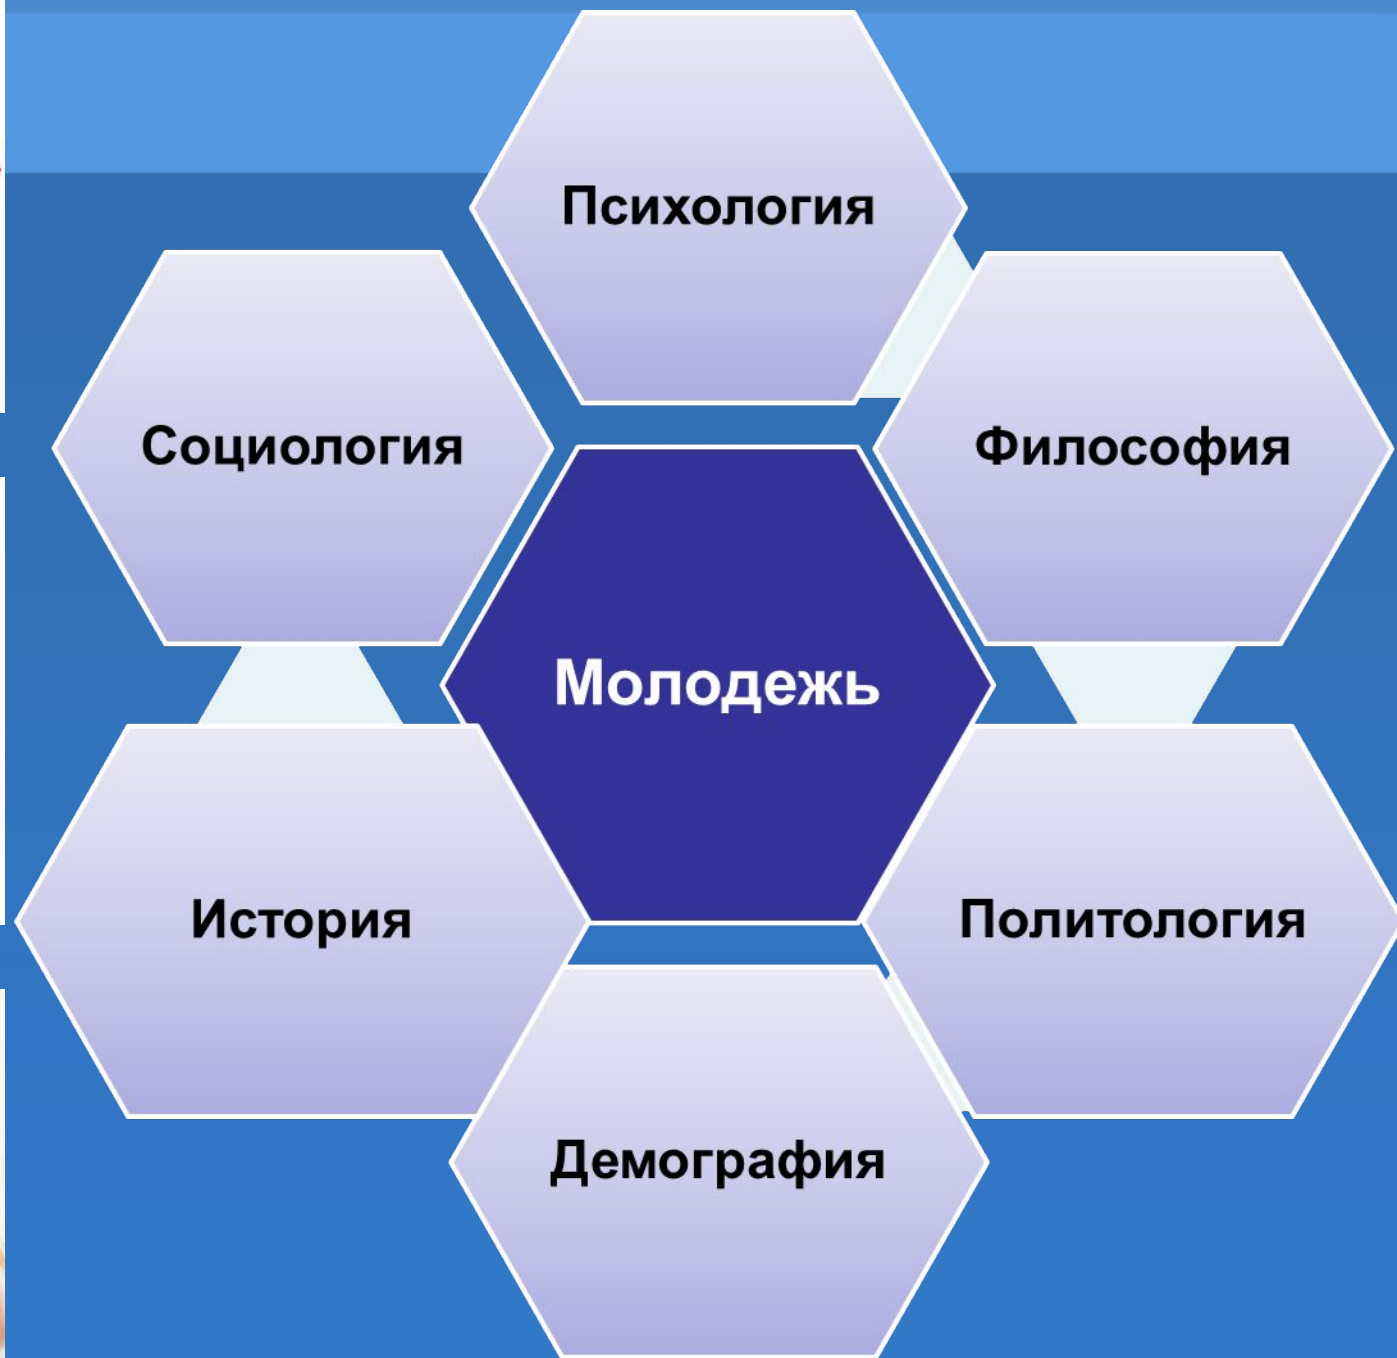 Психология
Социология
Философия
Молодежь
История
Политология
Демография